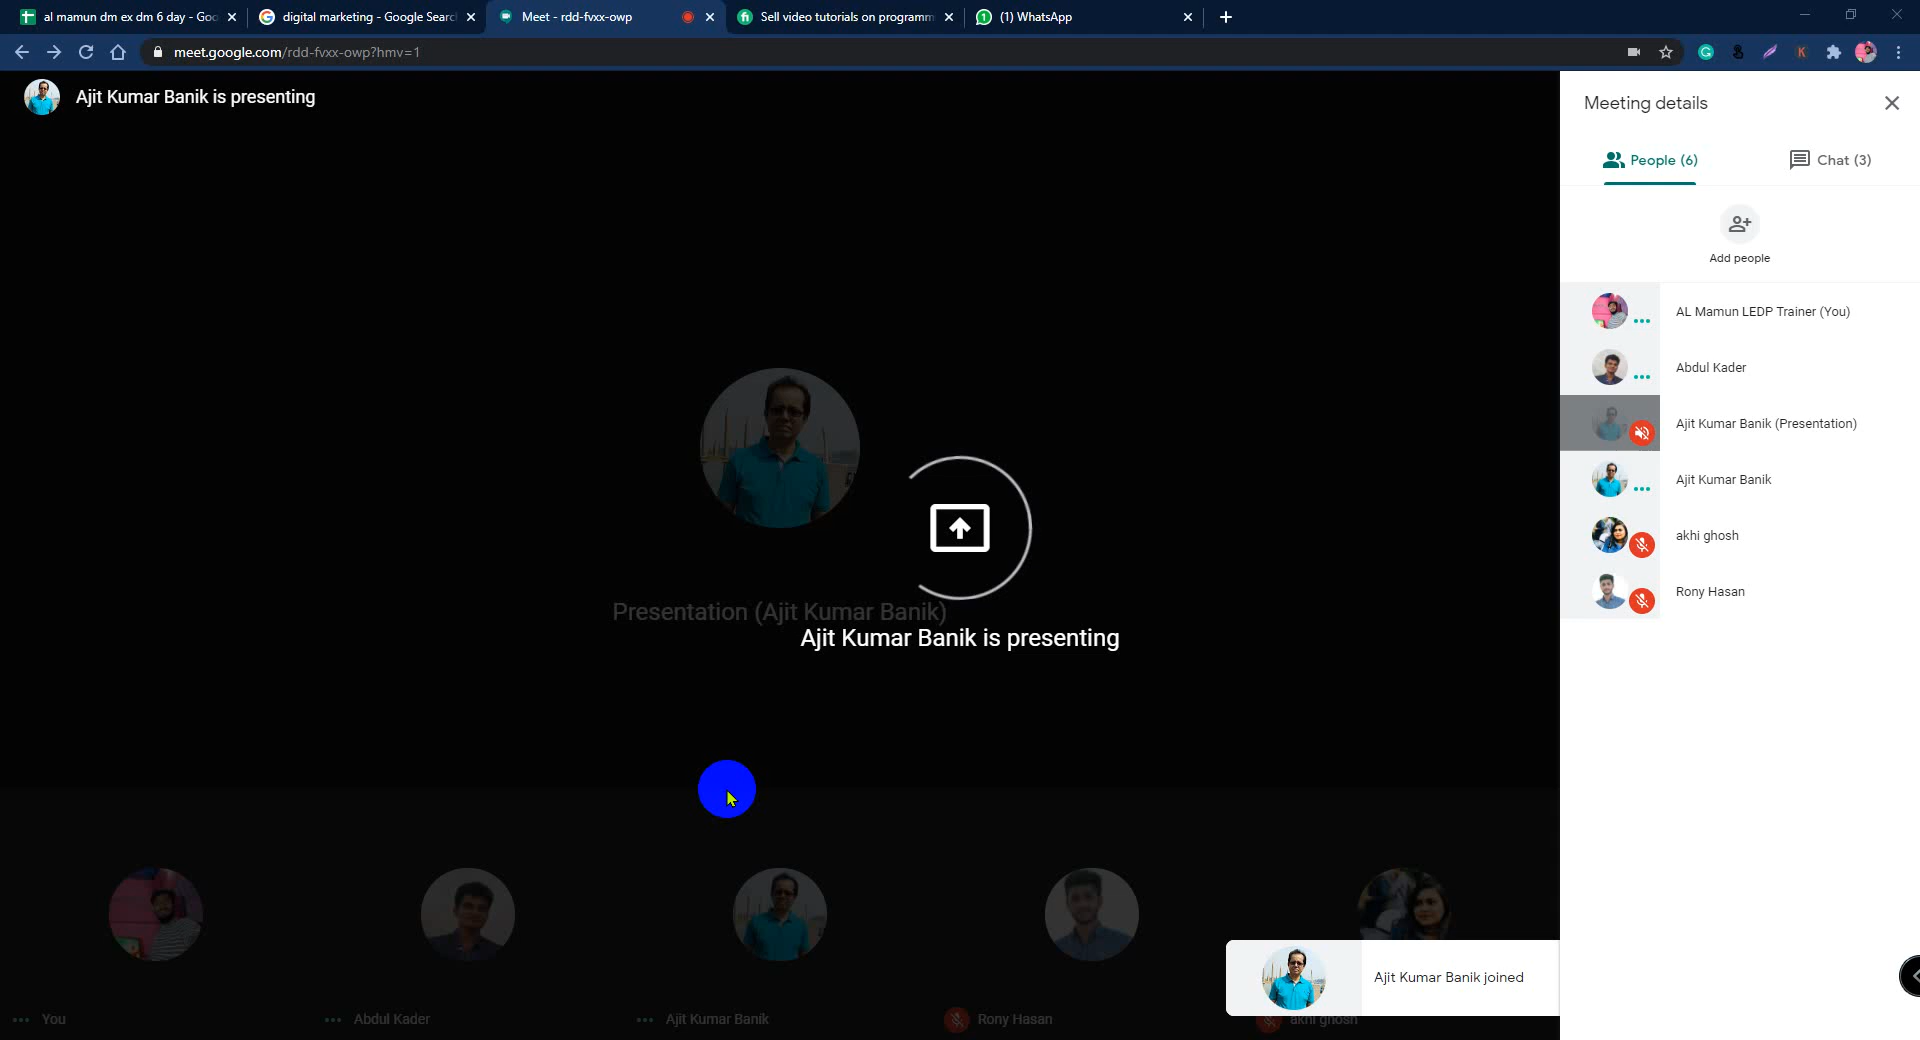 al mamun dm ex dm 6 day - Goo
digital marketing - Google Searc
Meet - rdd-fvxx-owp
Sell video tutorials on programm
(1) WhatsApp
meet.google.com/rdd-fvxx-owp?hmv=1
Ajit Kumar Banik is presenting
Meeting details
People (6)
Chat (3)
Add people
AL Mamun LEDP Trainer (You)
Abdul Kader
Ajit Kumar Banik (Presentation)
Ajit Kumar Banik
akhi ghosh
Rony Hasan
Presentation (Ajit Kumar Banik)
Ajit Kumar Banik is presenting
Ajit Kumar Banik joined
You
Abdul Kader
Ajit Kumar Banik
Rony Hasan
akhi ghosh